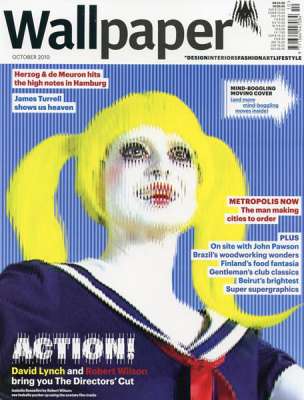 Wallpaper*
OCTOBER 2010
*DESIGNINTERIORSFASHIONARTLIFESTYLE
Herzog & de Meuron hits
the high notes in Hamburg
James Turrell
shows us heaven
MIND-BOGGLING
MOVING COVER
(and more
mind-boggling
movies inside)
METROPOLIS NOW
The man making
cities to order
PLUS
On site with John Pawson
Brazil's woodworking wonders
Finland's food fantasia
Gentleman's club classics
Beirut's brightest
Super supergraphics
ACTION!
David Lynch and Robert Wilson
bring you The Directors' Cut